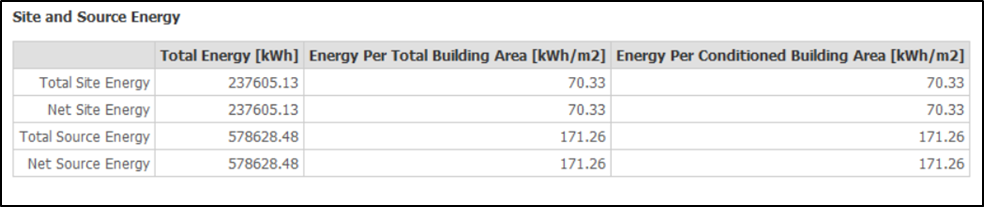 Site and Source Energy
Total Energy [kWh] Energy Per Total Building Area [kWh/m2] Energy Per Conditioned Building Area [kWh/m2]
Total Site Energy 237605.13 70.33 70.33
Net Site Energy 237605.13 70.33 70.33
Total Source Energy 578628.48 171.26 171.26
Net Source Energy 578628.48 171.26 171.26